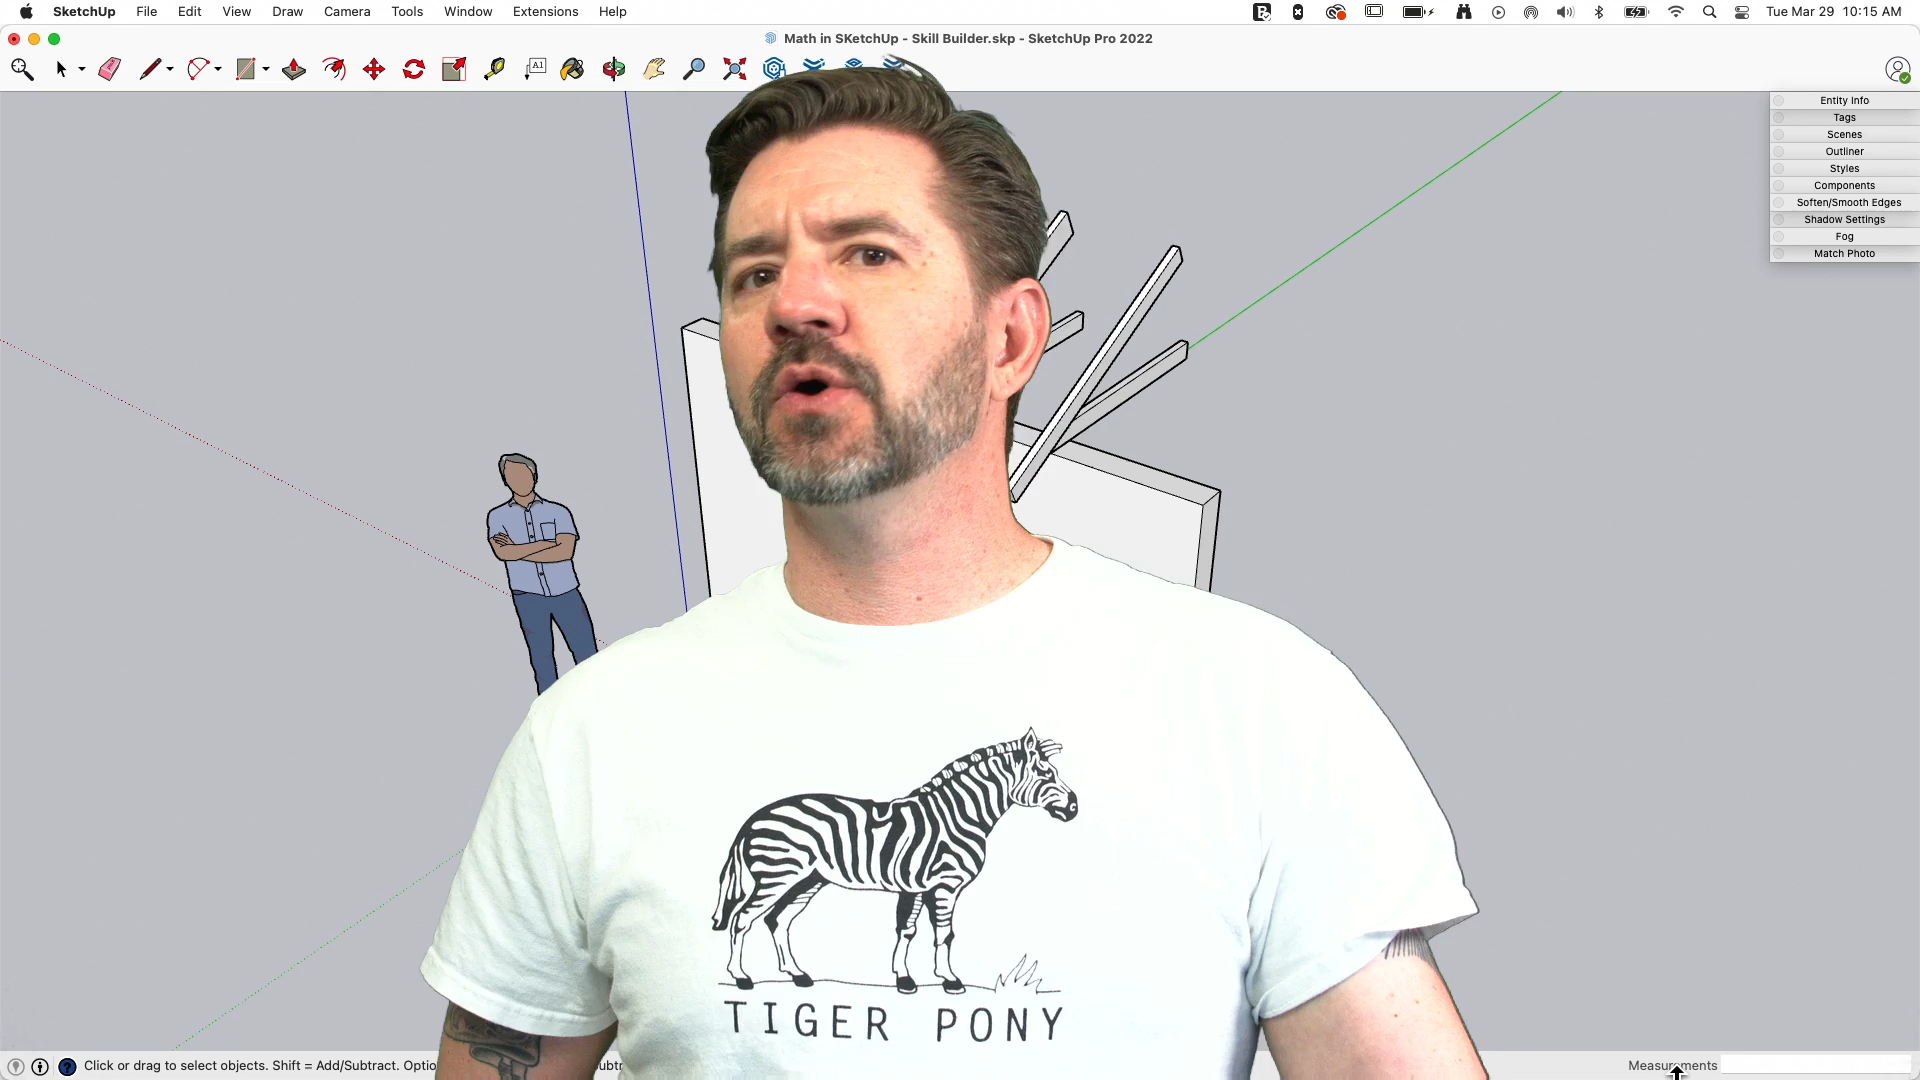 SketchUp File Edit View Draw Camera Tools Window Extensions Help Tue Mar 29 10:15 AM
Math in SKetchUp - Skill Builder.skp - SketchUp Pro 2022
A1
Entity Info
Tags
Scenes
Outliner
Styles
Components
Soften/Smooth Edges
Shadow Settings
Fog
Match Photo
TIGER PONY
Click or drag to select objects. Shift = Add/Subtract. Measurements